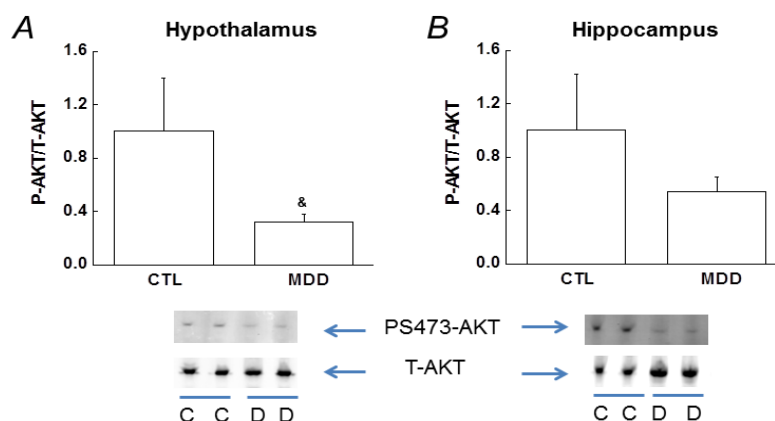 A Hypothalamus
1.6
1.2
0.8
0.4
0.0
P-AKT/T-AKT
&
CTL MDD
B Hippocampus
1.6
1.2
0.8
0.4
0.0
P-AKT/T-AKT
CTL MDD
PS473-AKT
T-AKT
C C D D
C C D D